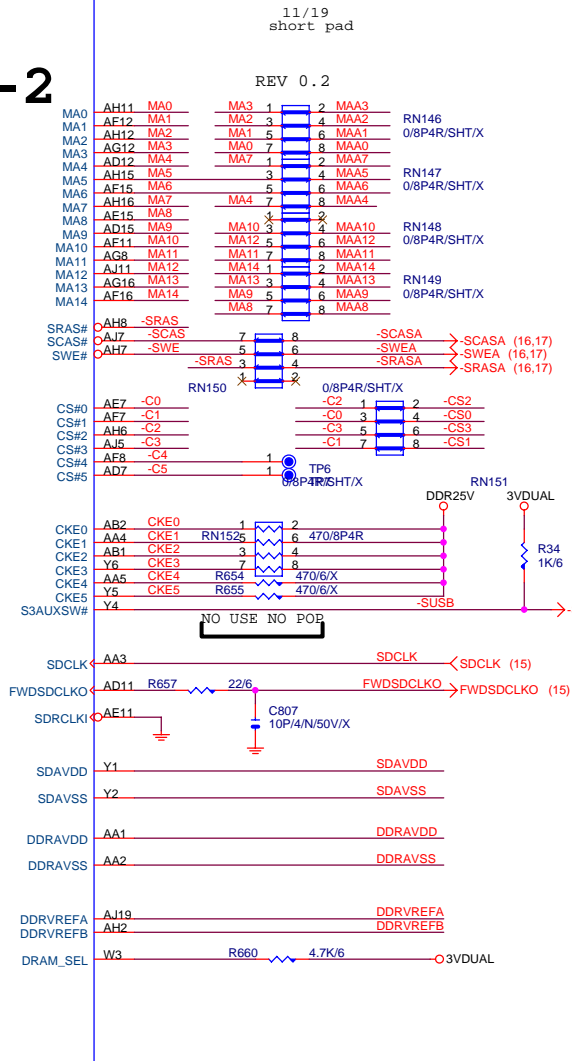 11/19
short pad
-2
REV 0.2
MA0 AH11 MA0 MA3 1 2 MAA3
MA1 AF12 MA1 MA2 3 4 MAA2 RN146
MA2 AH12 MA2 MA1 5 6 MAA1 0/8P4R/SHT/X
MA3 AG12 MA3 MA0 7 8 MAA0
MA4 AD12 MA4 MA7 1 2 MAA7
MA5 AH15 MA5 3 4 MAA5 RN147
MA6 AF15 MA6 5 6 MAA6 0/8P4R/SHT/X
MA7 AH16 MA7 MA4 7 8 MAA4
MA8 AE15 MA8 1 2
MA9 AD15 MA9 MA10 3 4 MAA10 RN148
MA10 AF11 MA10 MA12 5 6 MAA12 0/8P4R/SHT/X
MA11 AG8 MA11 MA11 7 8 MAA11
MA12 AJ11 MA12 MA14 1 2 MAA14
MA13 AG16 MA13 MA13 3 4 MAA13 RN149
MA14 AF16 MA14 MA9 5 6 MAA9 0/8P4R/SHT/X
MA8 7 8 MAA8
SRAS# AH8 -SRAS
SCAS# AJ7 -SCAS 7 8 -SCASA -SCASA (16,17)
SWE# AH7 -SWE 5 6 -SWEA -SWEA (16,17)
-SRAS 3 4 -SRASA -SRASA (16,17)
1 2
RN150 0/8P4R/SHT/X
CS#0 AE7 -C0 -C2 1 2 -CS2
CS#1 AF7 -C1 -C0 3 4 -CS0
CS#2 AH6 -C2 -C3 5 6 -CS3
CS#3 AJ5 -C3 -C1 7 8 -CS1
CS#4 AF8 -C4 1
CS#5 AD7 -C5 1 TP6
0/8P4R/SHT/X TP7 RN151
DDR25V 3VDUAL
CKE0 AB2 CKE0 1 2
CKE1 AA4 CKE1 RN152 5 6 470/8P4R
CKE2 AB1 CKE2 3 4 R34
CKE3 Y6 CKE3 7 8 1K/6
CKE4 AA5 CKE4 R654 470/6/X
CKE5 Y5 CKE5 R655 470/6/X
S3AUXSW# Y4 -SUSB -
NO USE NO POP
SDCLK AA3 SDCLK SDCLK (15)
FWDSDCLKO AD11 R657 22/6 FWDSDCLKO FWDSDCLKO (15)
SDRCLKI AE11 C807
10P/4/N/50V/X
SDAVDD Y1 SDAVDD
SDAVSS Y2 SDAVSS
DDRAVDD AA1 DDRAVDD
DDRAVSS AA2 DDRAVSS
DDRVREFA AJ19 DDRVREFA
DDRVREFB AH2 DDRVREFB
DRAM_SEL W3 R660 4.7K/6 3VDUAL